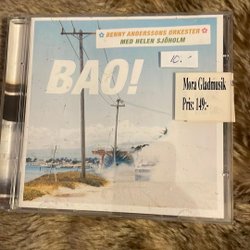 BENNY ANDERSSONS ORKESTER
MED HELEN SJÖHOLM
BAO!
10.-
Mora Gladmusik
Pris: 149:-